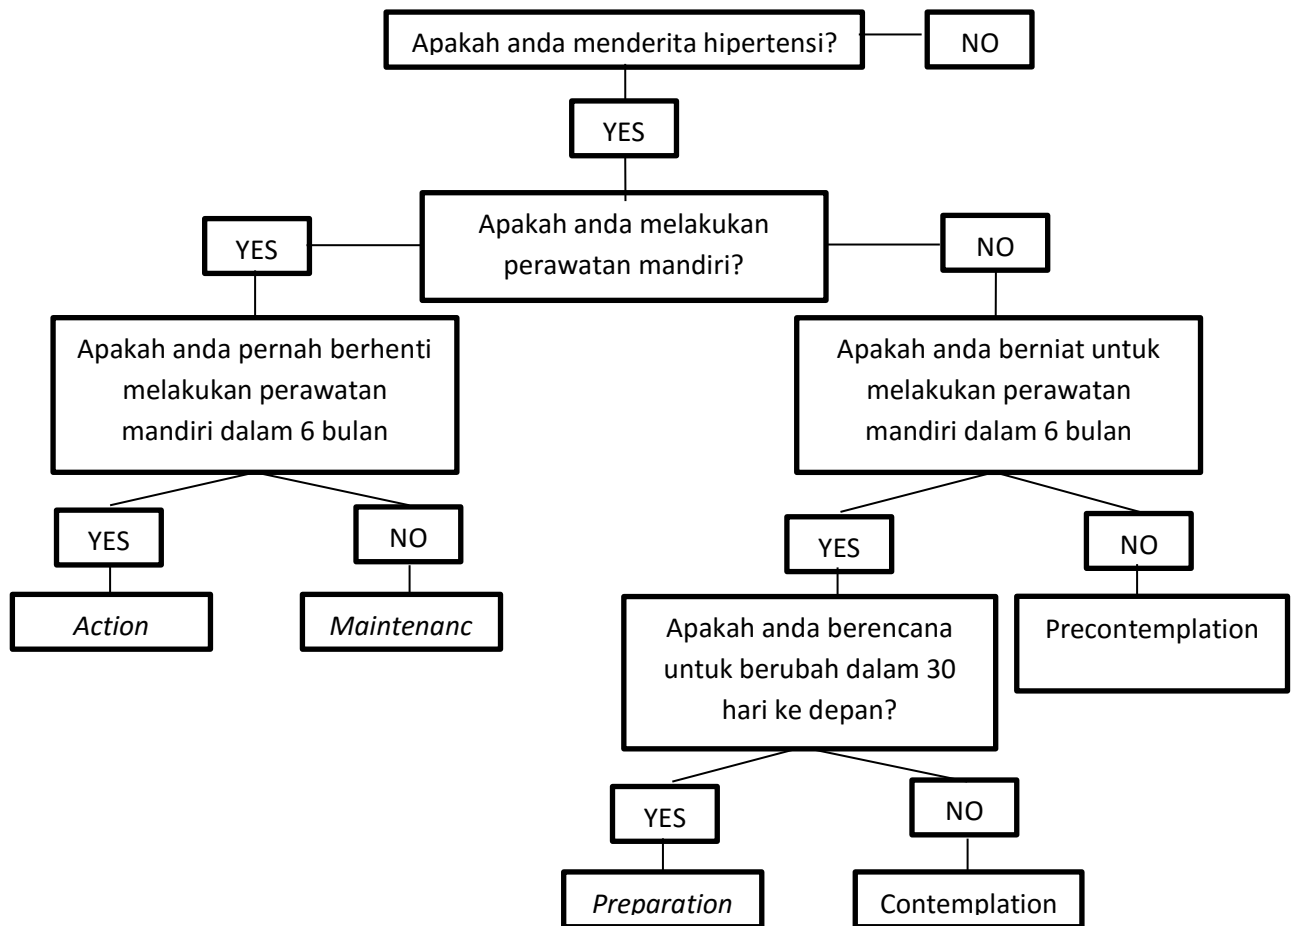 Apakah anda menderita hipertensi?
NO
YES
Apakah anda melakukan
perawatan mandiri?
YES
NO
Apakah anda pernah berhenti
melakukan perawatan
mandiri dalam 6 bulan
Apakah anda berniat untuk
melakukan perawatan
mandiri dalam 6 bulan
YES
NO
YES
NO
Action
Maintenanc
Apakah anda berencana
untuk berubah dalam 30
hari ke depan?
Precontemplation
YES
NO
Preparation
Contemplation